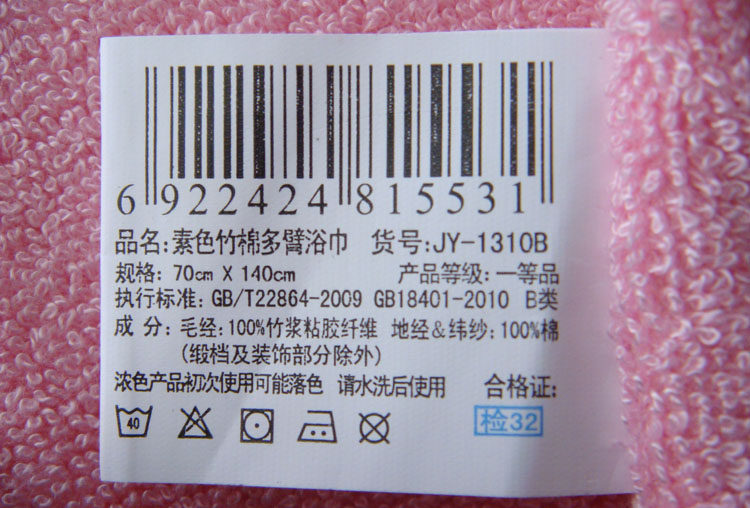 6 922424 815531
品名: 素色竹棉多臂浴巾 货号: JY-1310B
规格: 70cm X 140cm 产品等级: 一等品
执行标准: GB/T22864-2009 GB18401-2010 B类
成 分: 毛经: 100%竹浆粘胶纤维 地经&纬纱: 100%棉
(缎档及装饰部分除外)
浓色产品初次使用可能落色 请水洗后使用 合格证:
40 检32